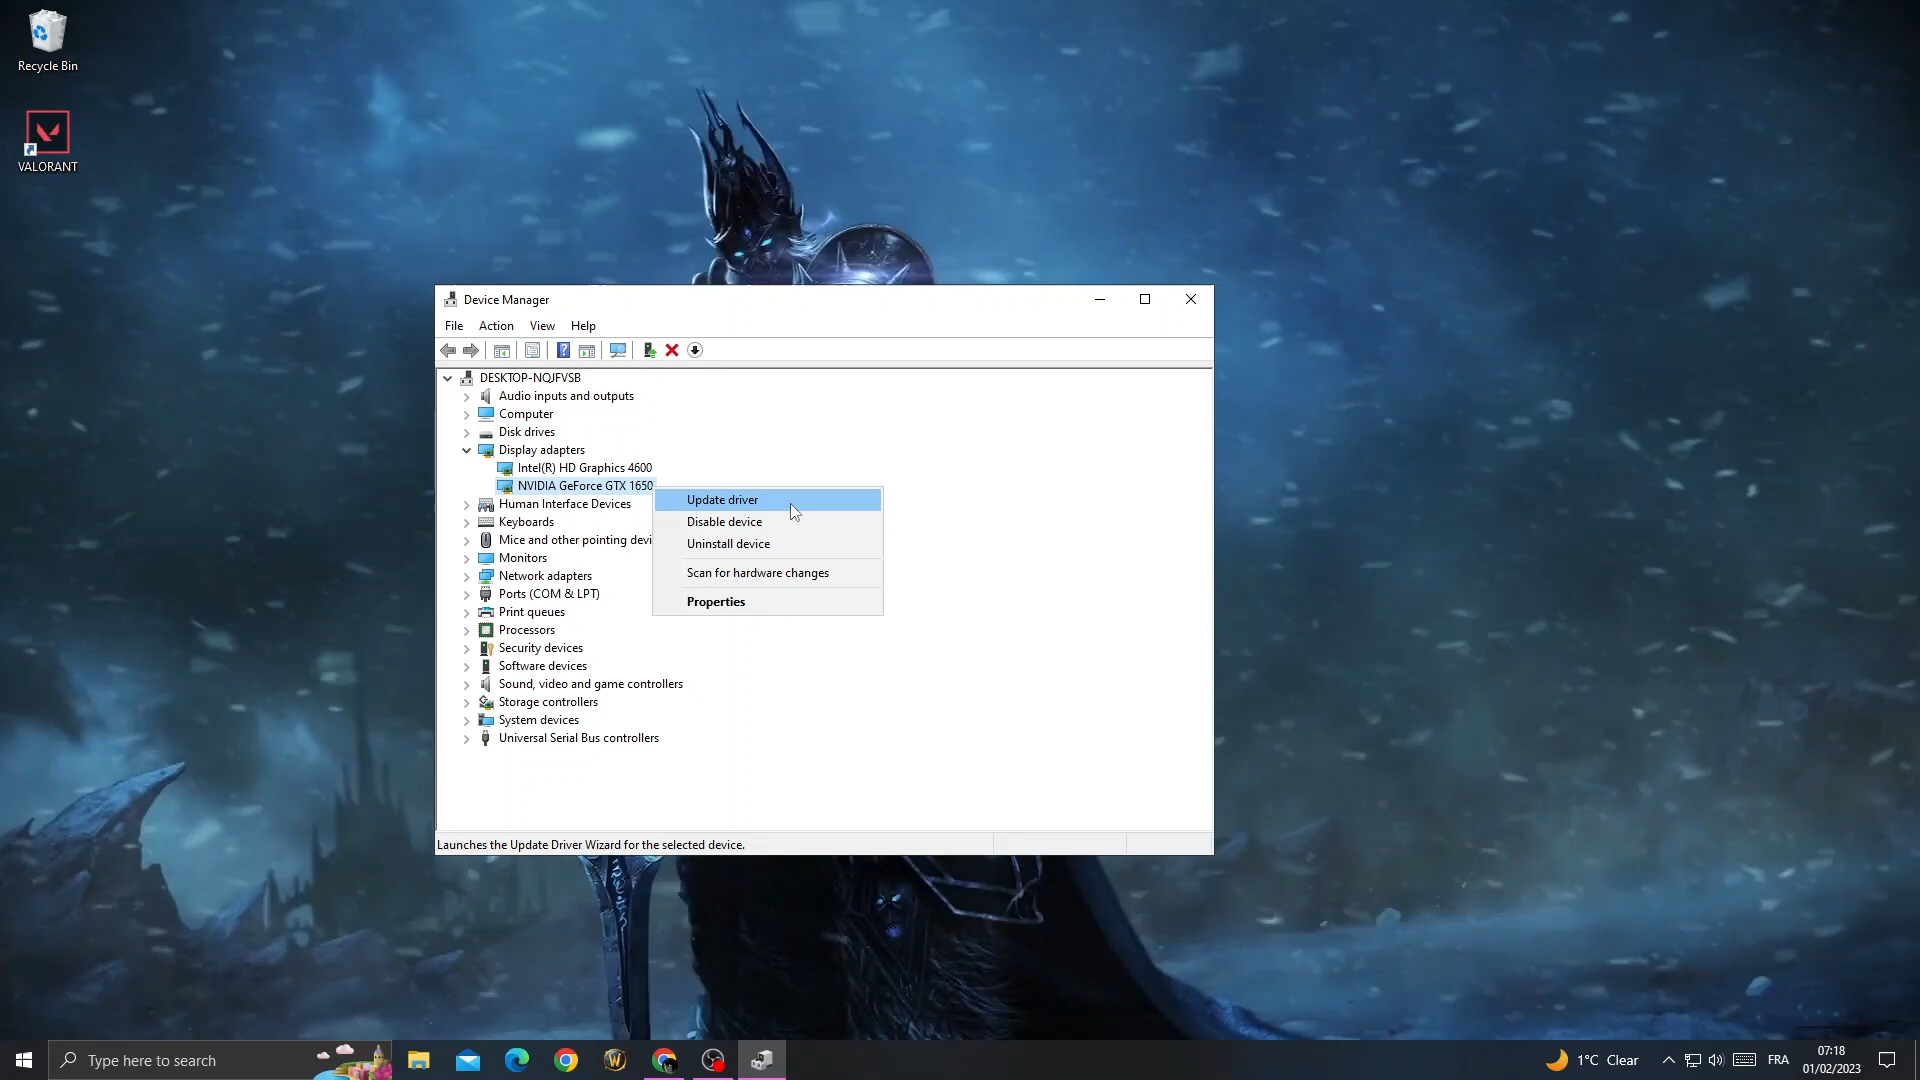 Recycle Bin
VALORANT
Device Manager
File Action View Help
DESKTOP-NQJFVSB
Audio inputs and outputs
Computer
Disk drives
Display adapters
Intel(R) HD Graphics 4600
NVIDIA GeForce GTX 1650
Human Interface Devices
Keyboards
Mice and other pointing devi
Monitors
Network adapters
Ports (COM & LPT)
Print queues
Processors
Security devices
Software devices
Sound, video and game controllers
Storage controllers
System devices
Universal Serial Bus controllers
Update driver
Disable device
Uninstall device
Scan for hardware changes
Properties
Launches the Update Driver Wizard for the selected device.
Type here to search
1°C Clear
FRA
07:18
01/02/2023